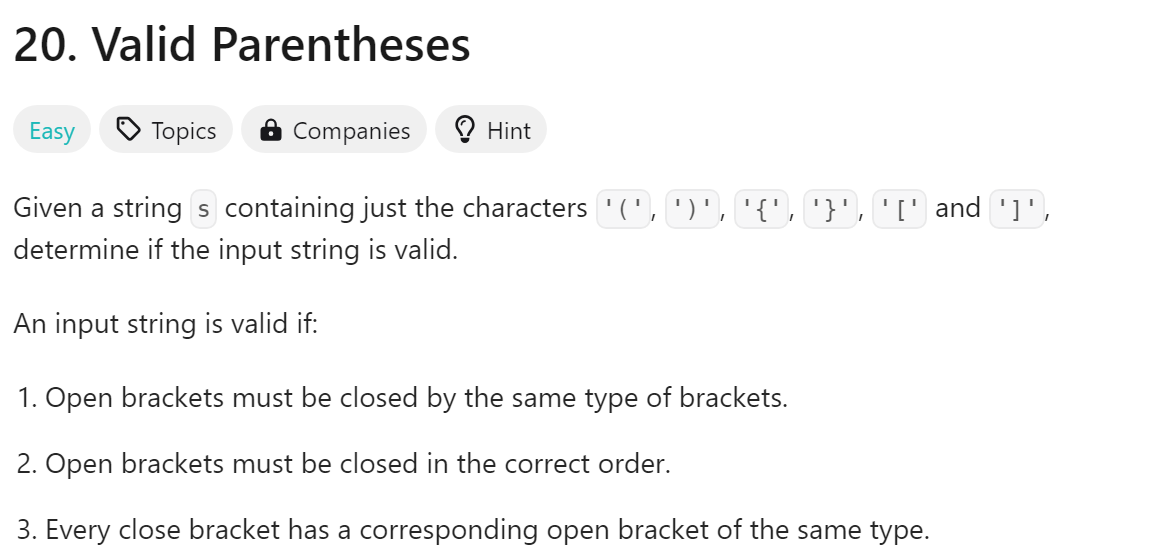 20. Valid Parentheses
Easy Topics Companies Hint
Given a string s containing just the characters '(', ')', '{', '}', '[' and ']',
determine if the input string is valid.
An input string is valid if:
1. Open brackets must be closed by the same type of brackets.
2. Open brackets must be closed in the correct order.
3. Every close bracket has a corresponding open bracket of the same type.